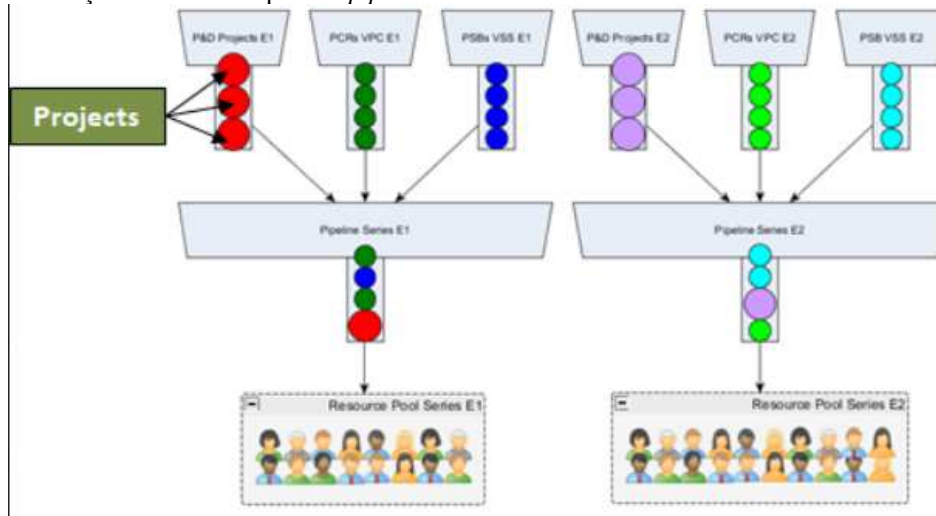 P&D Projects E1
PCRs VPC E1
PSBs VSS E1
P&D Projects E2
PCRs VPC E2
PSB VSS E2
Projects
Pipeline Series E1
Pipeline Series E2
Resource Pool Series E1
Resource Pool Series E2